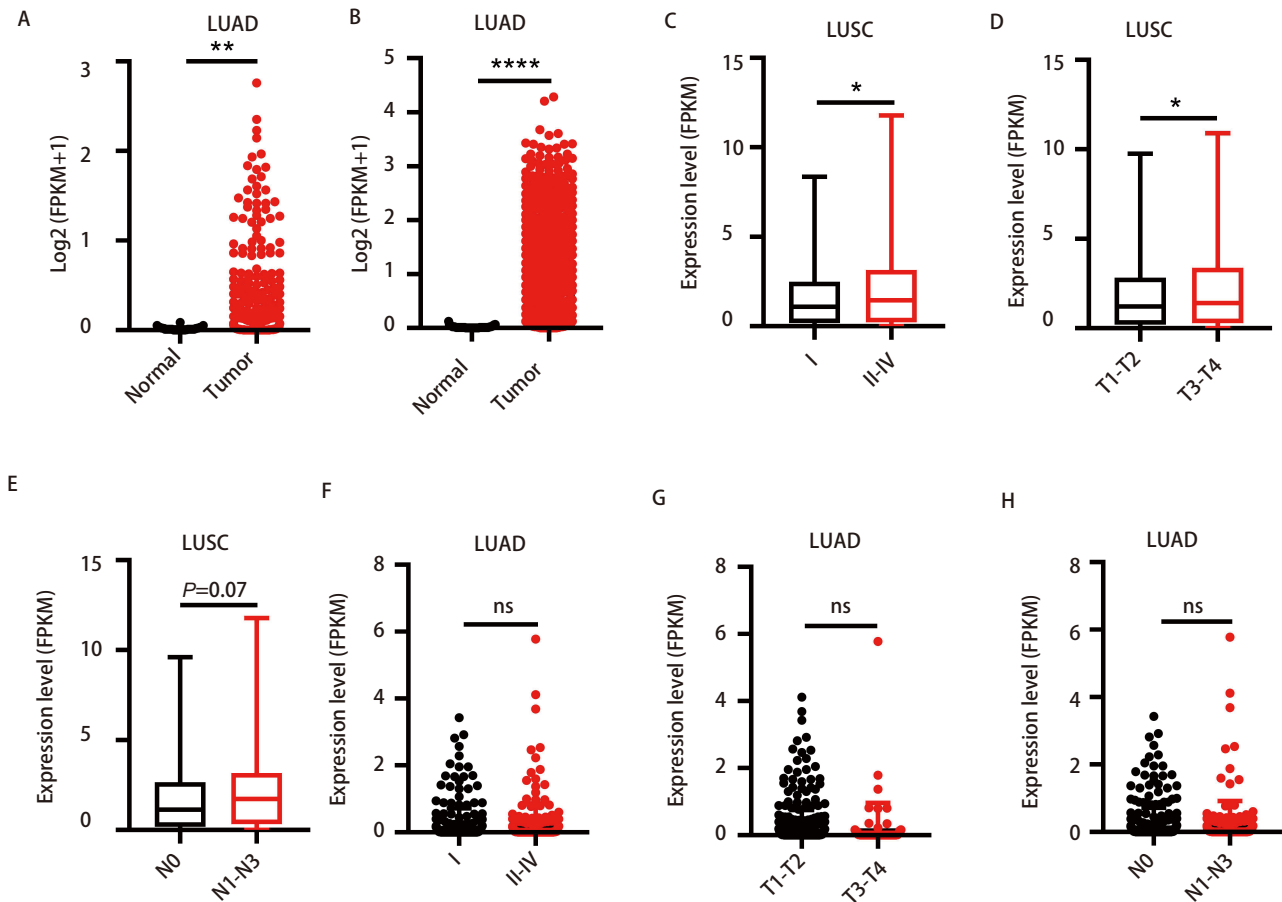 A
LUAD
**
Log2 (FPKM+1)
3
2
1
0
Normal
Tumor
B
LUAD
****
Log2 (FPKM+1)
5
4
3
2
1
0
Normal
Tumor
C
LUSC
*
Expression level (FPKM)
15
10
5
0
I
II-IV
D
LUSC
*
Expression level (FPKM)
15
10
5
0
T1-T2
T3-T4
E
LUSC
P=0.07
Expression level (FPKM)
15
10
5
0
N0
N1-N3
F
LUAD
ns
Expression level (FPKM)
8
6
4
2
0
I
II-IV
G
LUAD
ns
Expression level (FPKM)
8
6
4
2
0
T1-T2
T3-T4
H
LUAD
ns
Expression level (FPKM)
8
6
4
2
0
N0
N1-N3